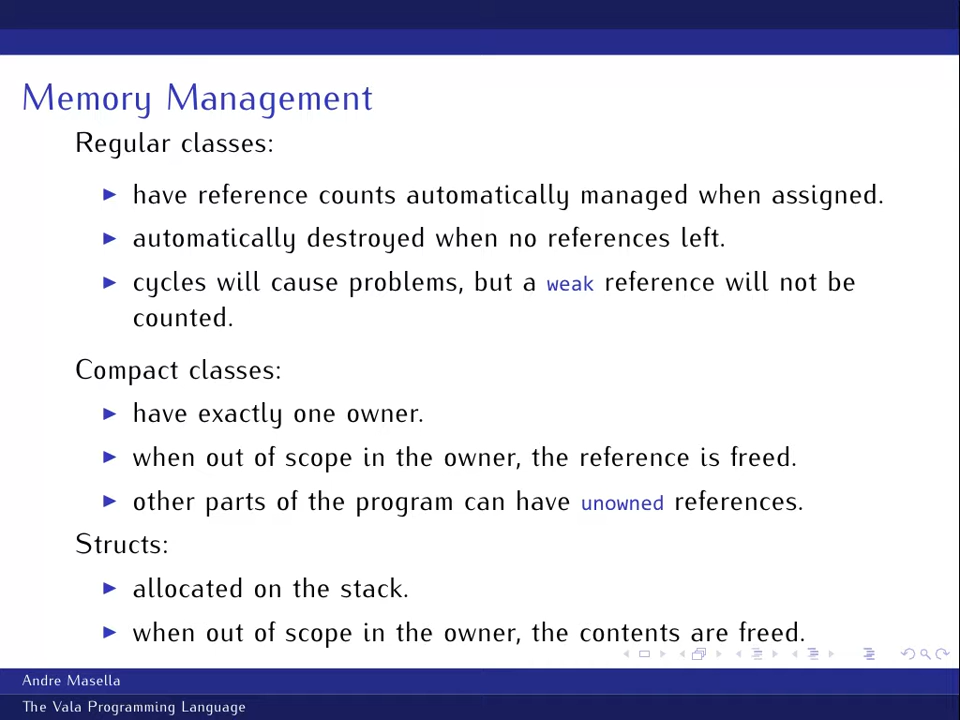 Memory Management
Regular classes:
have reference counts automatically managed when assigned.
automatically destroyed when no references left.
cycles will cause problems, but a weak reference will not be
counted.
Compact classes:
have exactly one owner.
when out of scope in the owner, the reference is freed.
other parts of the program can have unowned references.
Structs:
allocated on the stack.
when out of scope in the owner, the contents are freed.
Andre Masella
The Vala Programming Language